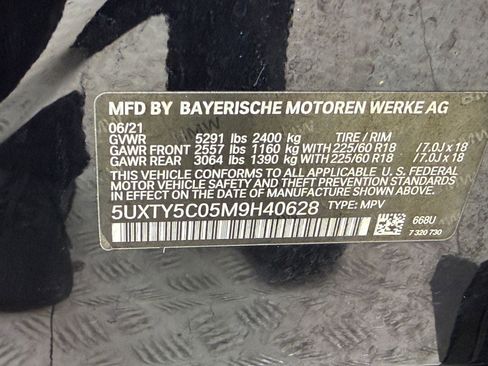 MFD BY BAYERISCHE MOTOREN WERKE AG
06/21
GVWR 5291 lbs 2400 kg TIRE / RIM
GAWR FRONT 2557 lbs 1160 kg WITH 225/60 R18 /7.0J x 18
GAWR REAR 3064 lbs 1390 kg WITH 225/60 R18 /7.0J x 18
THIS VEHICLE CONFORMS TO ALL APPLICABLE U. S. FEDERAL
MOTOR VEHICLE SAFETY AND THEFT PREVENTION STANDARDS
IN EFFECT ON THE DATE OF MANUFACTURE SHOWN ABOVE.
5UXTY5C05M9H40628 TYPE: MPV
668U
7 320 730